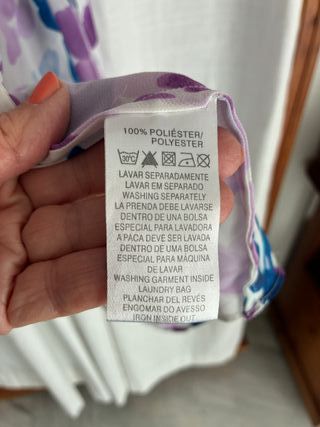 100% POLIÉSTER/
POLYESTER
30°C
LAVAR SEPARADAMENTE
LAVAR EM SEPARADO
WASHING SEPARATELY
LA PRENDA DEBE LAVARSE
DENTRO DE UNA BOLSA
ESPECIAL PARA LAVADORA
A PACA DEVE SER LAVADA
DENTRO DE UMA BOLSA
ESPECIAL PARA MÁQUINA
DE LAVAR
WASHING GARMENT INSIDE
LAUNDRY BAG
PLANCHAR DEL REVÉS
ENGOMAR DO AVESSO
IRON INSIDE OUT